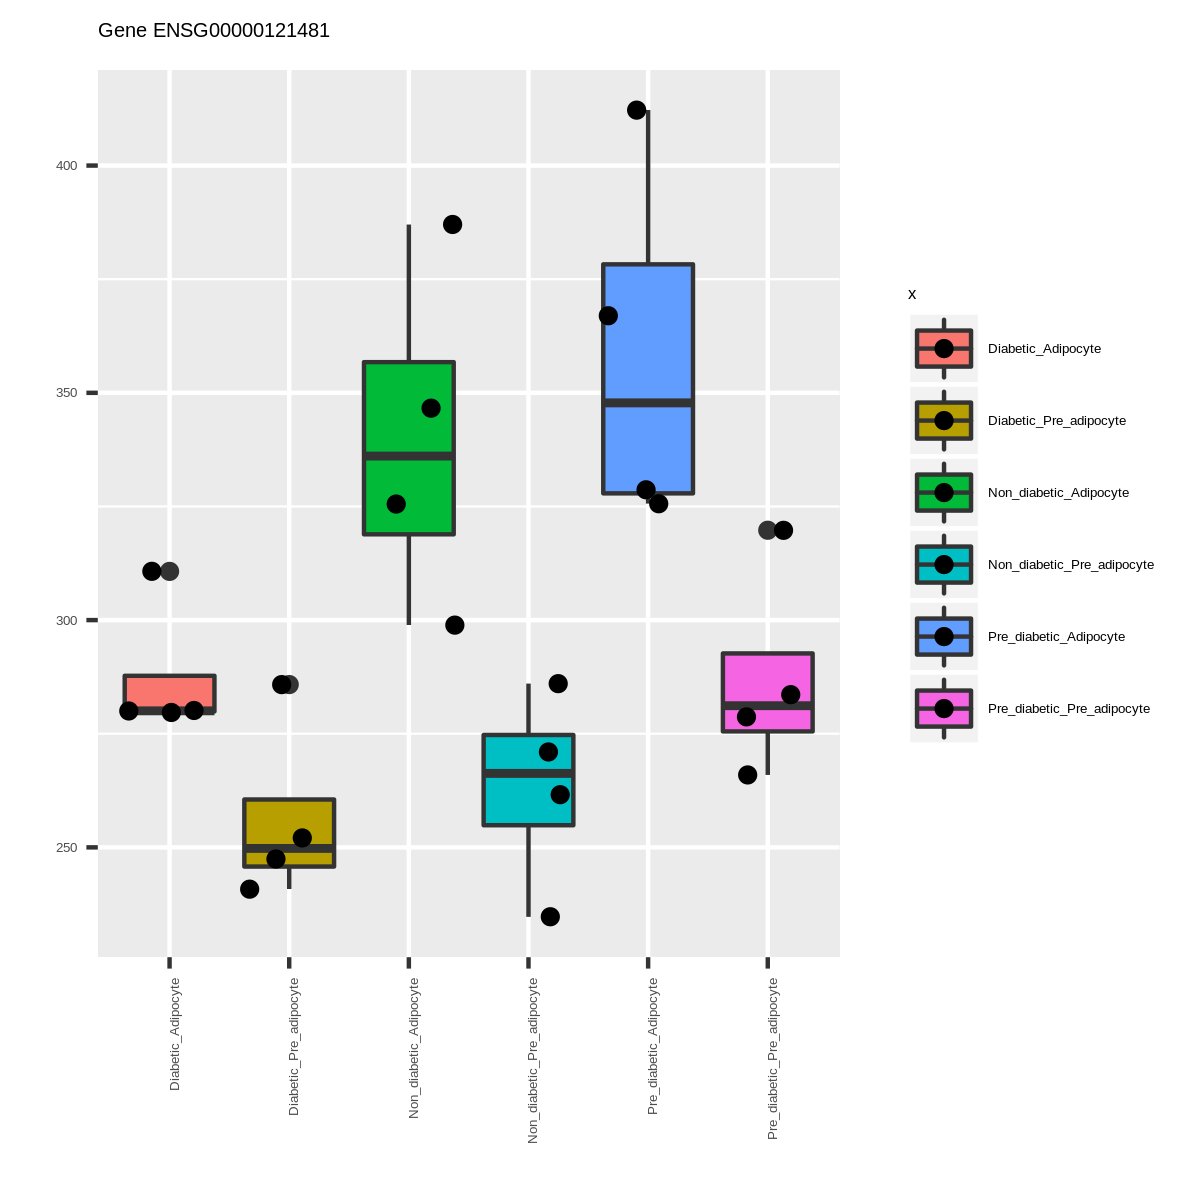 Gene ENSG00000121481
400
350
300
250
Diabetic_Adipocyte
Diabetic_Pre_adipocyte
Non_diabetic_Adipocyte
Non_diabetic_Pre_adipocyte
Pre_diabetic_Adipocyte
Pre_diabetic_Pre_adipocyte
x
Diabetic_Adipocyte
Diabetic_Pre_adipocyte
Non_diabetic_Adipocyte
Non_diabetic_Pre_adipocyte
Pre_diabetic_Adipocyte
Pre_diabetic_Pre_adipocyte